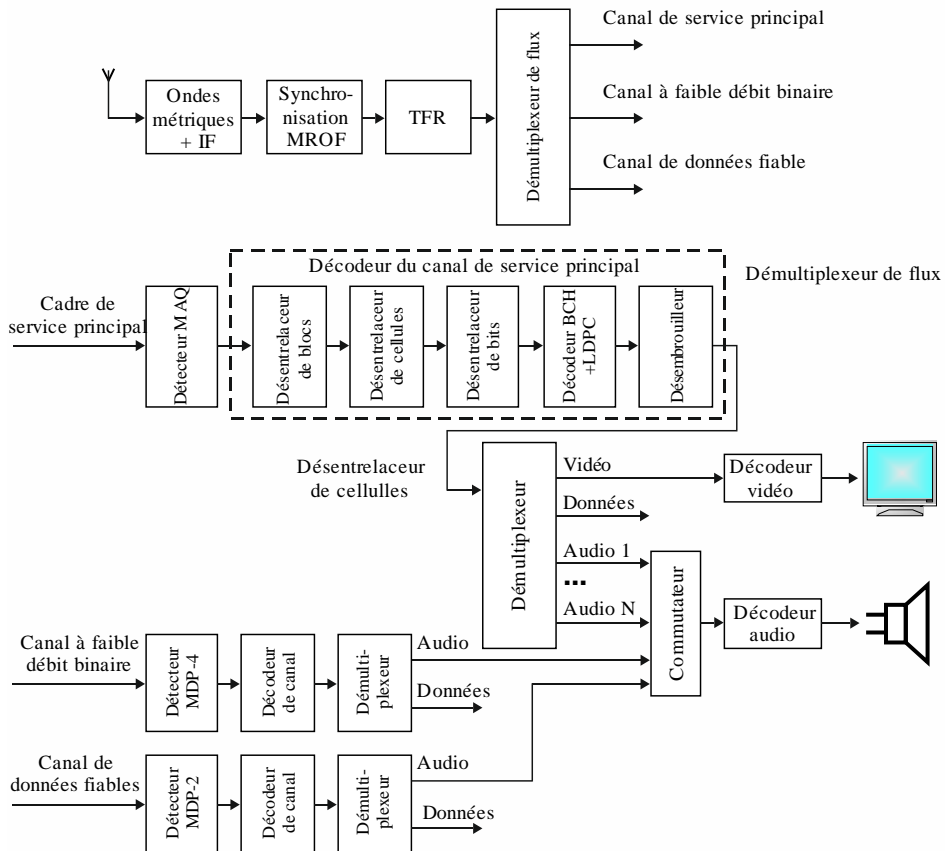 Canal de service principal
Ondes
métriques
+ IF
Synchro-
nisation
MROF
TFR
Démultiplexeur de flux
Canal à faible débit binaire
Canal de données fiable
Décodeur du canal de service principal
Démultiplexeur de flux
Cadre de
service principal
Détecteur MAQ
Désentrelaceur
de blocs
Désentrelaceur
de cellules
Désentrelaceur
de bits
Décodeur BCH
+LDPC
Désembrouilleur
Désentrelaceur
de cellulles
Démultiplexeur
Vidéo
Données
Audio 1
...
Audio N
Décodeur
vidéo
Commutateur
Décodeur
audio
Canal à faible
débit binaire
Détecteur
MDP-4
Décodeur
de canal
Démulti-
plexeur
Audio
Données
Canal de
données fiables
Détecteur
MDP-2
Décodeur
de canal
Démulti-
plexeur
Audio
Données